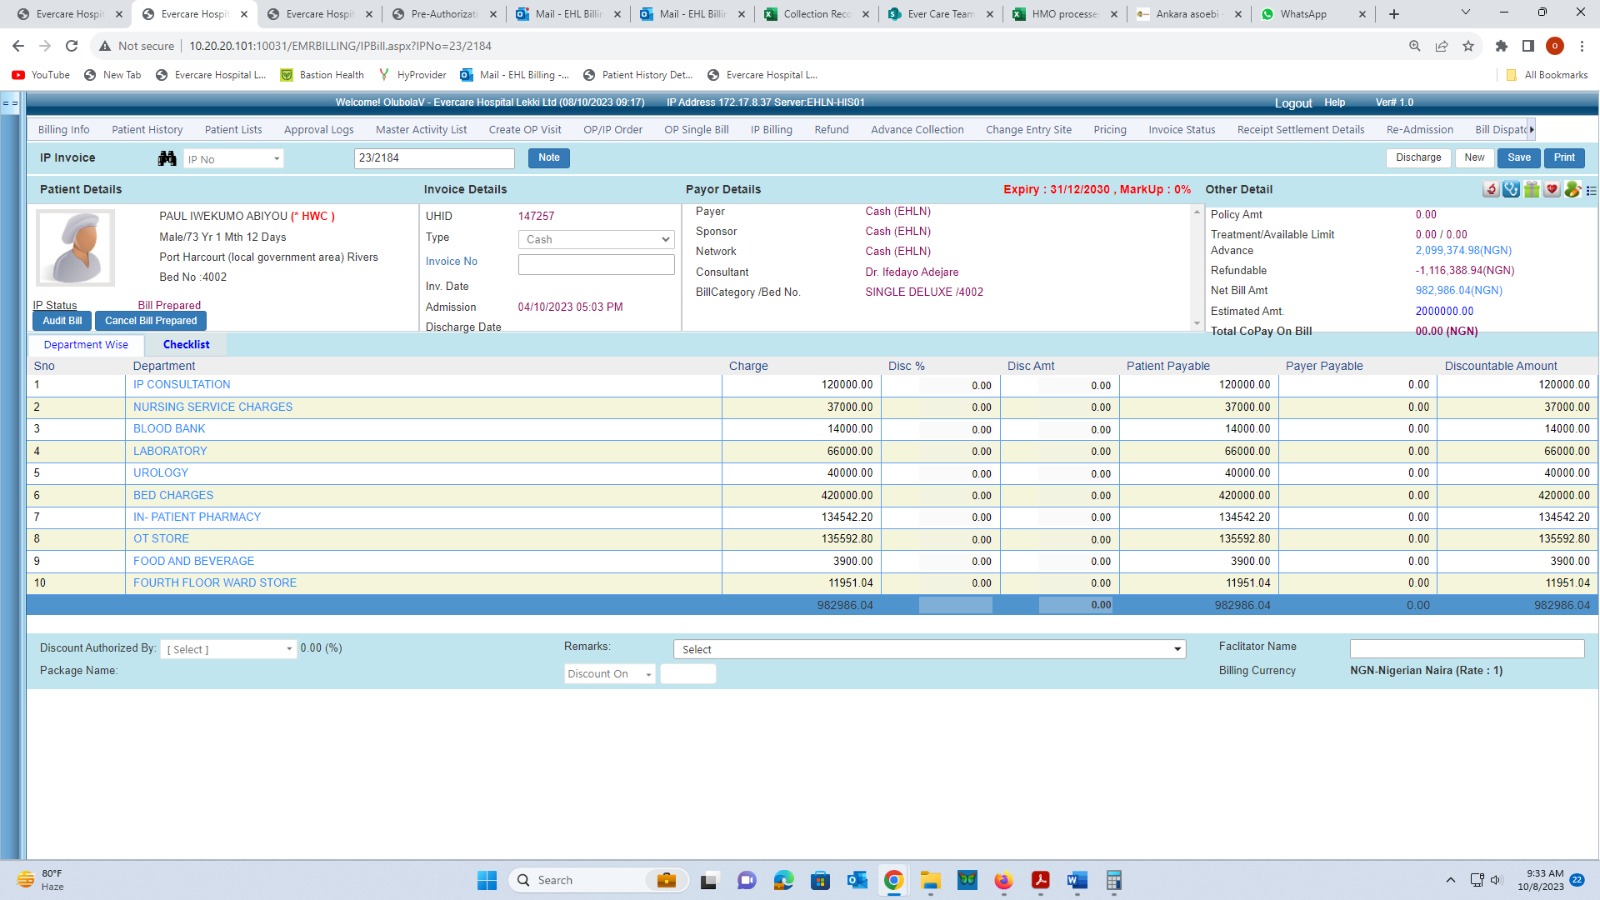 Evercare Hospit Evercare Hospit Evercare Hospit Pre-Authorizati Mail - EHL Billin Mail - EHL Billin Collection Reco Ever Care Team HMO processe Ankara asoebi WhatsApp
Not secure 10.20.20.101:10031/EMRBILLING/IPBill.aspx?IPNo=23/2184
YouTube New Tab Evercare Hospital L... Bastion Health HyProvider Mail - EHL Billing -... Patient History Det... Evercare Hospital L... All Bookmarks
Welcome! OlubolaV - Evercare Hospital Lekki Ltd (08/10/2023 09:17) IP Address 172.17.8.37 Server:EHLN-HIS01 Logout Help Ver# 1.0
Billing Info Patient History Patient Lists Approval Logs Master Activity List Create OP Visit OP/IP Order OP Single Bill IP Billing Refund Advance Collection Change Entry Site Pricing Invoice Status Receipt Settlement Details Re-Admission Bill Dispatc
IP Invoice IP No 23/2184 Note Discharge New Save Print
Patient Details Invoice Details Payor Details Expiry : 31/12/2030 , MarkUp : 0% Other Detail
PAUL IWEKUMO ABIYOU (* HWC ) UHID 147257 Payer Cash (EHLN) Policy Amt 0.00
Male/73 Yr 1 Mth 12 Days Type Cash Sponsor Cash (EHLN) Treatment/Available Limit 0.00 / 0.00
Port Harcourt (local government area) Rivers Invoice No Network Cash (EHLN) Advance 2,099,374.98(NGN)
Bed No :4002 Inv. Date Consultant Dr. Ifedayo Adejare Refundable -1,116,388.94(NGN)
BillCategory /Bed No. SINGLE DELUXE /4002 Net Bill Amt 982,986.04(NGN)
IP Status Bill Prepared Admission 04/10/2023 05:03 PM Estimated Amt. 2000000.00
Audit Bill Cancel Bill Prepared Discharge Date Total CoPay On Bill 00.00 (NGN)
Department Wise Checklist
Sno Department Charge Disc % Disc Amt Patient Payable Payer Payable Discountable Amount
1 IP CONSULTATION 120000.00 0.00 0.00 120000.00 0.00 120000.00
2 NURSING SERVICE CHARGES 37000.00 0.00 0.00 37000.00 0.00 37000.00
3 BLOOD BANK 14000.00 0.00 0.00 14000.00 0.00 14000.00
4 LABORATORY 66000.00 0.00 0.00 66000.00 0.00 66000.00
5 UROLOGY 40000.00 0.00 0.00 40000.00 0.00 40000.00
6 BED CHARGES 420000.00 0.00 0.00 420000.00 0.00 420000.00
7 IN- PATIENT PHARMACY 134542.20 0.00 0.00 134542.20 0.00 134542.20
8 OT STORE 135592.80 0.00 0.00 135592.80 0.00 135592.80
9 FOOD AND BEVERAGE 3900.00 0.00 0.00 3900.00 0.00 3900.00
10 FOURTH FLOOR WARD STORE 11951.04 0.00 0.00 11951.04 0.00 11951.04
982986.04 0.00 982986.04 0.00 982986.04
Discount Authorized By: [ Select ] 0.00 (%) Remarks: Select Faclitator Name
Package Name: Discount On Billing Currency NGN-Nigerian Naira (Rate : 1)
80°F
Haze
Search
9:33 AM
10/8/2023
22